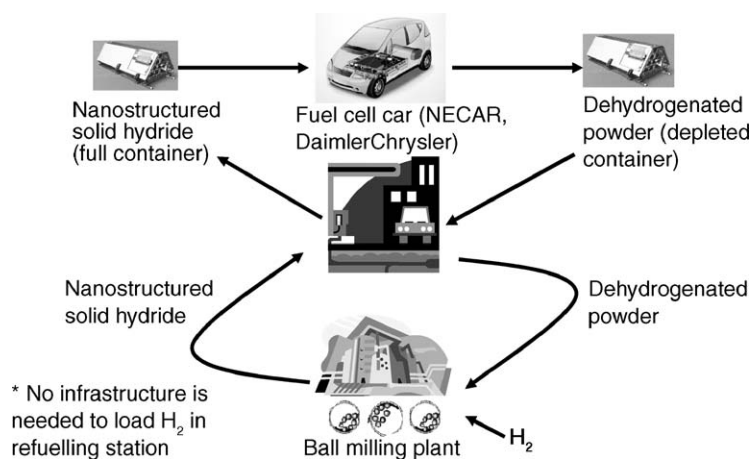 Nanostructured
solid hydride
(full container)
Fuel cell car (NECAR,
DaimlerChrysler)
Dehydrogenated
powder (depleted
container)
Nanostructured
solid hydride
Dehydrogenated
powder
* No infrastructure is
needed to load H₂ in
refuelling station
Ball milling plant
H₂